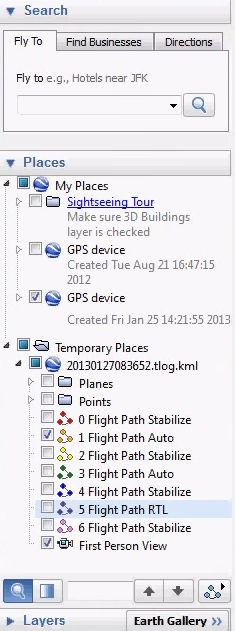 Search
Fly To
Find Businesses
Directions
Fly to e.g., Hotels near JFK
Places
My Places
Sightseeing Tour
Make sure 3D Buildings
layer is checked
GPS device
Created Tue Aug 21 16:47:15
2012
GPS device
Created Fri Jan 25 14:21:55 2013
Temporary Places
20130127083652.tlog.kml
Planes
Points
0 Flight Path Stabilize
1 Flight Path Auto
2 Flight Path Stabilize
3 Flight Path Auto
4 Flight Path Stabilize
5 Flight Path RTL
6 Flight Path Stabilize
First Person View
Layers
Earth Gallery >>